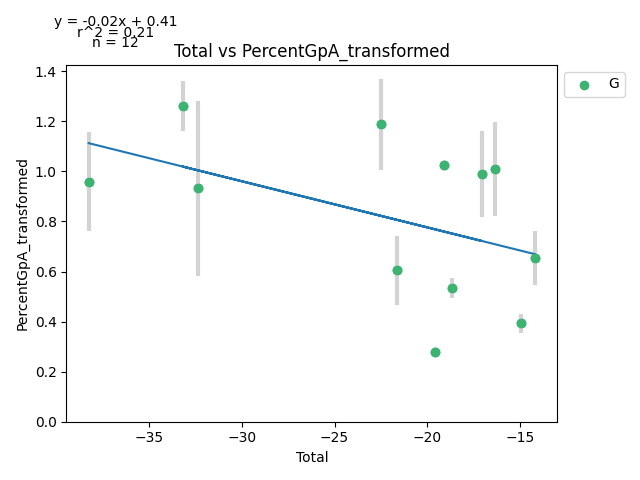 y = -0.02x + 0.41
r^2 = 0.21
n = 12
Total vs PercentGpA_transformed
G
PercentGpA_transformed
1.4
1.2
1.0
0.8
0.6
0.4
0.2
0.0
−35
−30
−25
−20
−15
Total